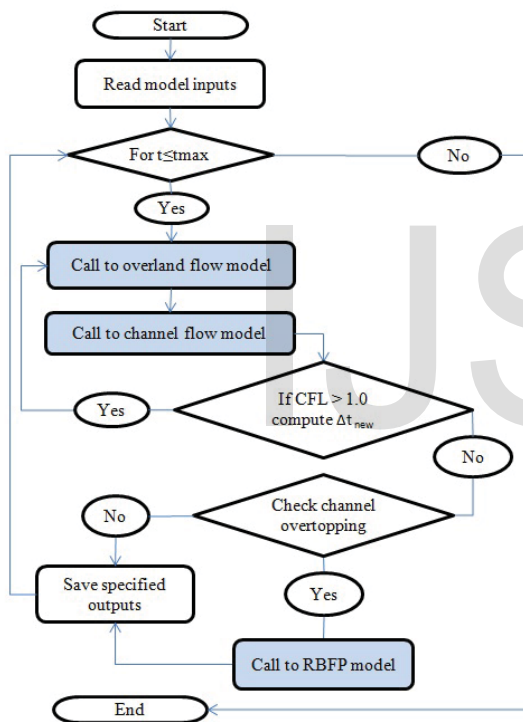 Start
Read model inputs
For t≤tmax
No
Yes
Call to overland flow model
Call to channel flow model
If CFL > 1.0
compute Δt new
Yes
No
Check channel
overtopping
No
Yes
Save specified
outputs
Call to RBFP model
End
IJS